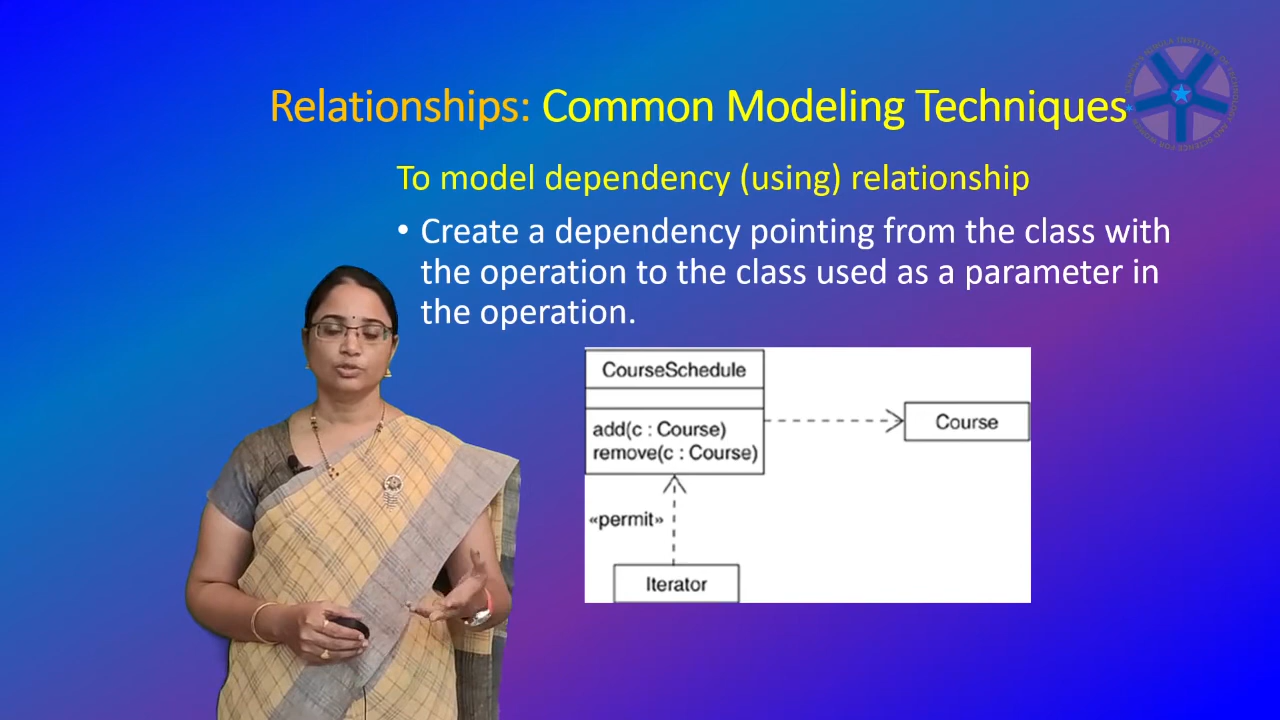 Relationships: Common Modeling Techniques
To model dependency (using) relationship
• Create a dependency pointing from the class with
the operation to the class used as a parameter in
the operation.
CourseSchedule
add(c : Course)
remove(c : Course)
Course
«permit»
Iterator